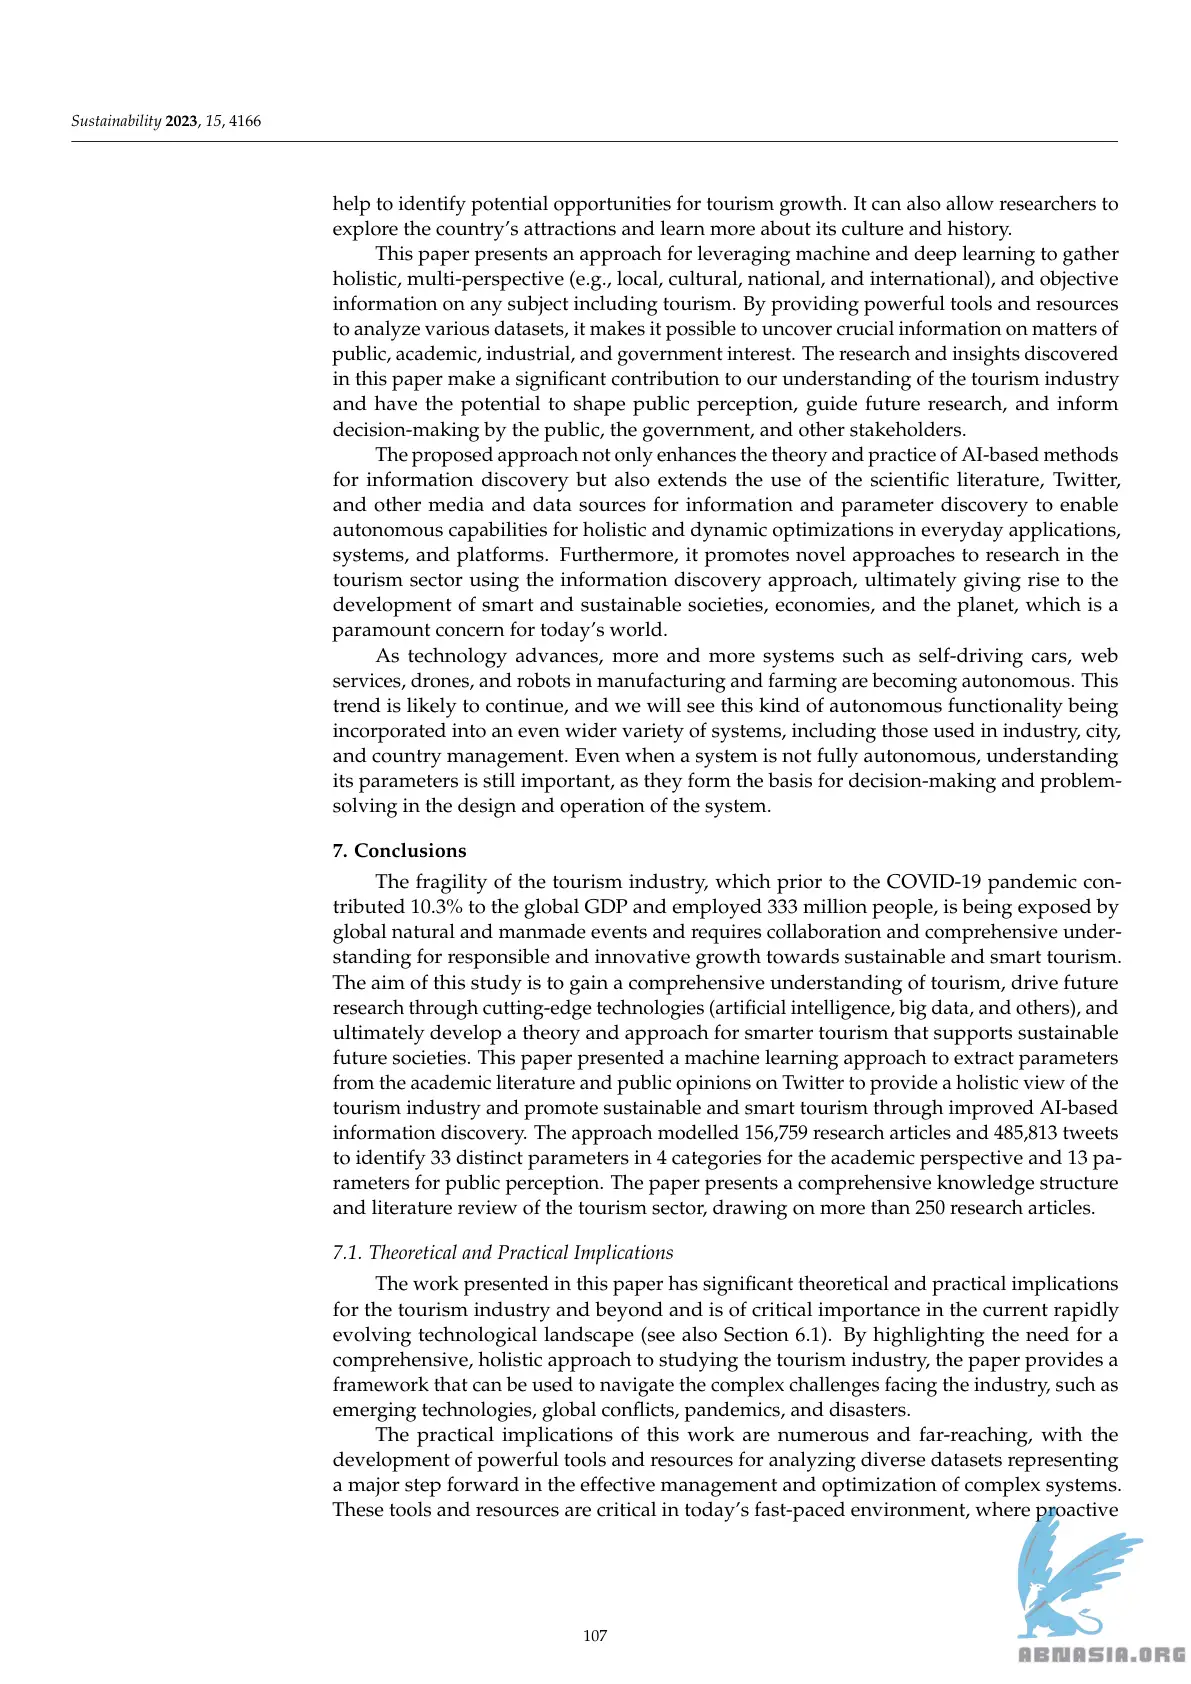 Sustainability 2023, 15, 4166
help to identify potential opportunities for tourism growth. It can also allow researchers to
explore the country's attractions and learn more about its culture and history.
This paper presents an approach for leveraging machine and deep learning to gather
holistic, multi-perspective (e.g., local, cultural, national, and international), and objective
information on any subject including tourism. By providing powerful tools and resources
to analyze various datasets, it makes it possible to uncover crucial information on matters of
public, academic, industrial, and government interest. The research and insights discovered
in this paper make a significant contribution to our understanding of the tourism industry
and have the potential to shape public perception, guide future research, and inform
decision-making by the public, the government, and other stakeholders.
The proposed approach not only enhances the theory and practice of AI-based methods
for information discovery but also extends the use of the scientific literature, Twitter,
and other media and data sources for information and parameter discovery to enable
autonomous capabilities for holistic and dynamic optimizations in everyday applications,
systems, and platforms. Furthermore, it promotes novel approaches to research in the
tourism sector using the information discovery approach, ultimately giving rise to the
development of smart and sustainable societies, economies, and the planet, which is a
paramount concern for today's world.
As technology advances, more and more systems such as self-driving cars, web
services, drones, and robots in manufacturing and farming are becoming autonomous. This
trend is likely to continue, and we will see this kind of autonomous functionality being
incorporated into an even wider variety of systems, including those used in industry, city,
and country management. Even when a system is not fully autonomous, understanding
its parameters is still important, as they form the basis for decision-making and problem-
solving in the design and operation of the system.
7. Conclusions
The fragility of the tourism industry, which prior to the COVID-19 pandemic con-
tributed 10.3% to the global GDP and employed 333 million people, is being exposed by
global natural and manmade events and requires collaboration and comprehensive under-
standing for responsible and innovative growth towards sustainable and smart tourism.
The aim of this study is to gain a comprehensive understanding of tourism, drive future
research through cutting-edge technologies (artificial intelligence, big data, and others), and
ultimately develop a theory and approach for smarter tourism that supports sustainable
future societies. This paper presented a machine learning approach to extract parameters
from the academic literature and public opinions on Twitter to provide a holistic view of the
tourism industry and promote sustainable and smart tourism through improved AI-based
information discovery. The approach modelled 156,759 research articles and 485,813 tweets
to identify 33 distinct parameters in 4 categories for the academic perspective and 13 pa-
rameters for public perception. The paper presents a comprehensive knowledge structure
and literature review of the tourism sector, drawing on more than 250 research articles.
7.1. Theoretical and Practical Implications
The work presented in this paper has significant theoretical and practical implications
for the tourism industry and beyond and is of critical importance in the current rapidly
evolving technological landscape (see also Section 6.1). By highlighting the need for a
comprehensive, holistic approach to studying the tourism industry, the paper provides a
framework that can be used to navigate the complex challenges facing the industry, such as
emerging technologies, global conflicts, pandemics, and disasters.
The practical implications of this work are numerous and far-reaching, with the
development of powerful tools and resources for analyzing diverse datasets representing
a major step forward in the effective management and optimization of complex systems.
These tools and resources are critical in today's fast-paced environment, where proactive
107
ABNASIA.ORG